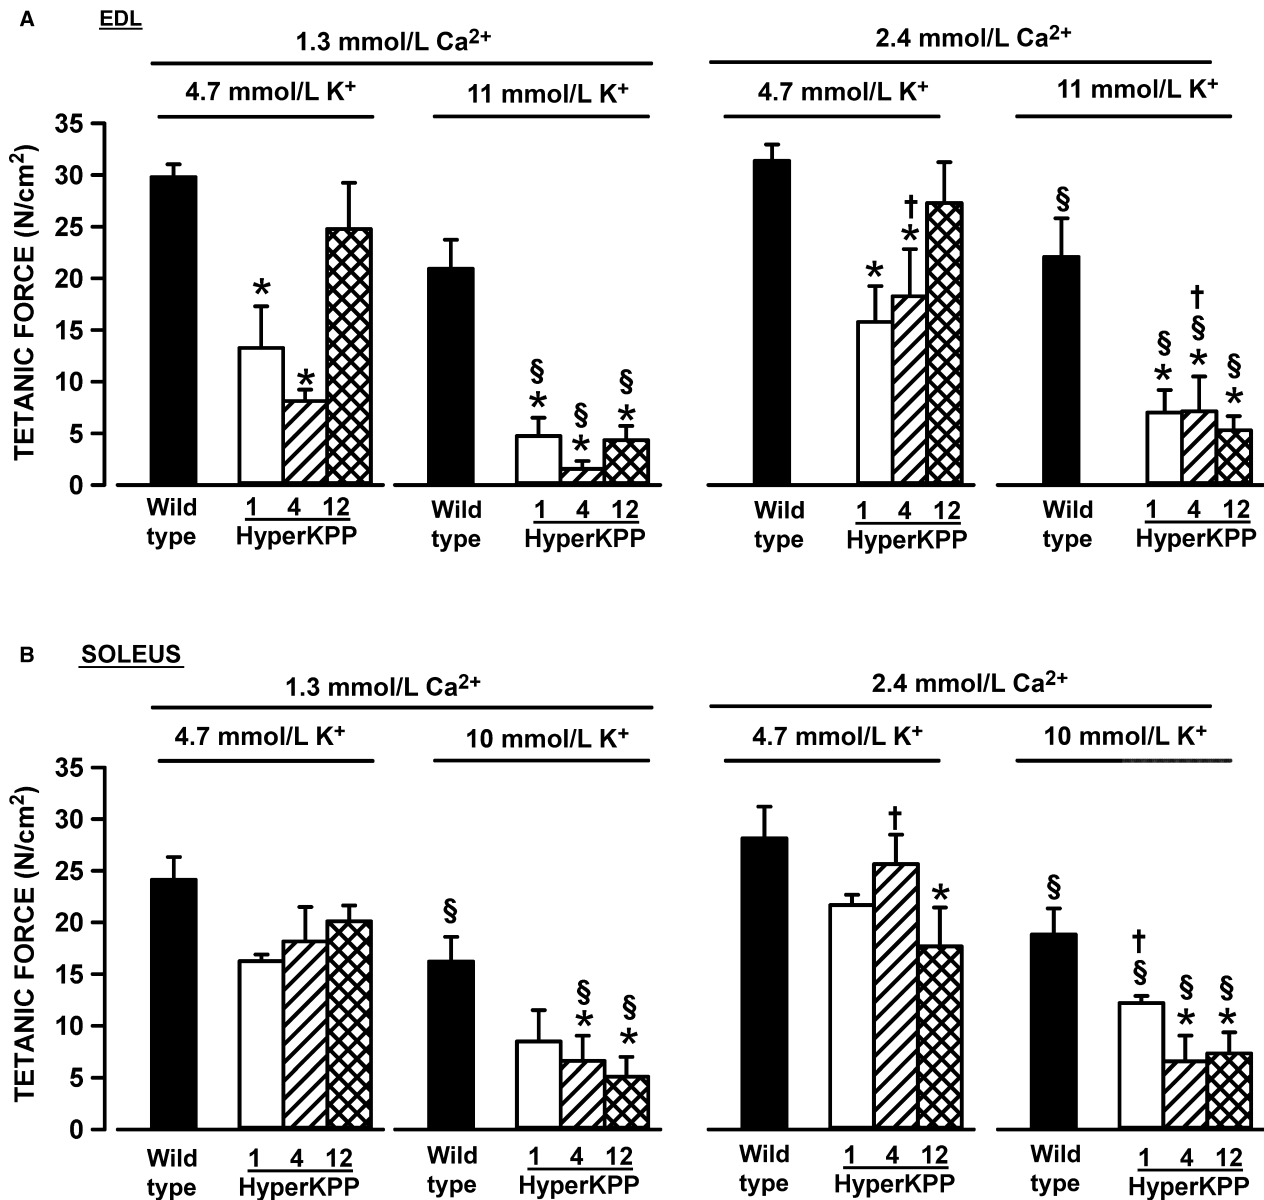 A EDL
1.3 mmol/L Ca2+ 2.4 mmol/L Ca2+
4.7 mmol/L K+ 11 mmol/L K+ 4.7 mmol/L K+ 11 mmol/L K+
TETANIC FORCE (N/cm2)
35
30
25
20
15
10
5
0
* * § * § * § * * † * § § * † § * § *
Wild type 1 4 12 HyperKPP
Wild type 1 4 12 HyperKPP
Wild type 1 4 12 HyperKPP
Wild type 1 4 12 HyperKPP
B SOLEUS
1.3 mmol/L Ca2+ 2.4 mmol/L Ca2+
4.7 mmol/L K+ 10 mmol/L K+ 4.7 mmol/L K+ 10 mmol/L K+
TETANIC FORCE (N/cm2)
35
30
25
20
15
10
5
0
§ § * § * † * § † § § * § *
Wild type 1 4 12 HyperKPP
Wild type 1 4 12 HyperKPP
Wild type 1 4 12 HyperKPP
Wild type 1 4 12 HyperKPP